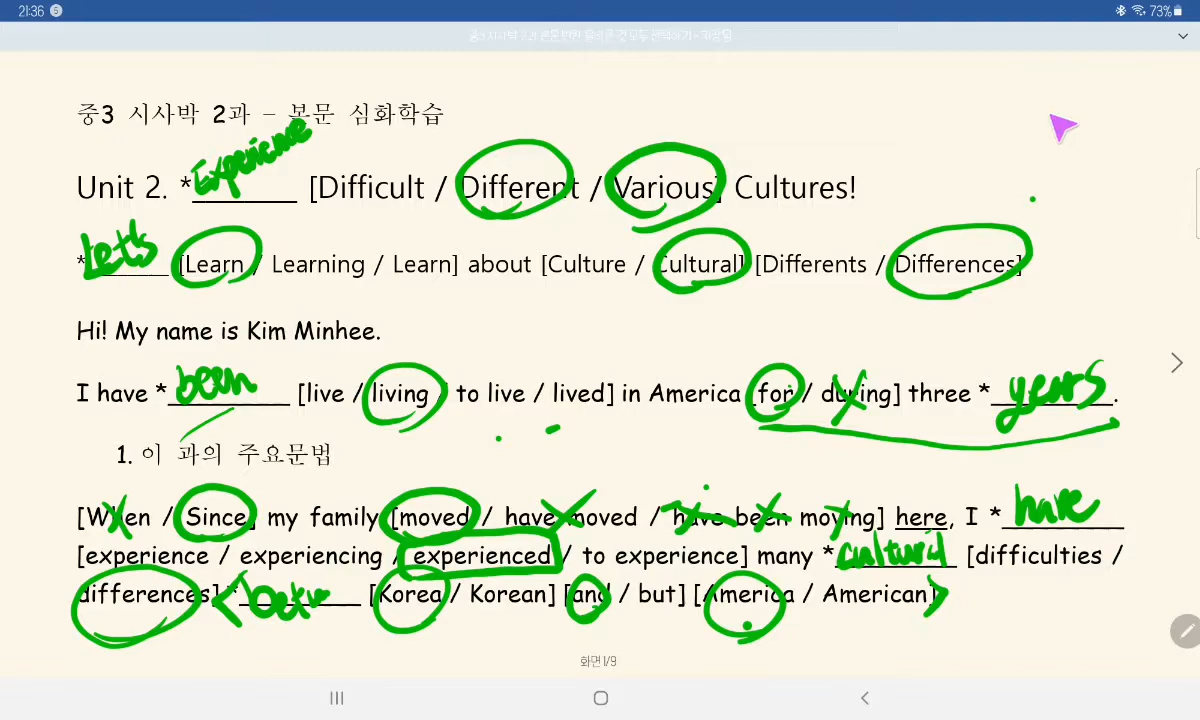 21:36 5 73%
중3 시사박 2과 – 본문 심화학습
Unit 2. *Experience [Difficult / Different / Various] Cultures!
*Let's [Learn / Learning / Learn] about [Culture / Cultural] [Differents / Differences]
Hi! My name is Kim Minhee.
I have *been [live / living / to live / lived] in America [for / during] three *years.
1. 이 과의 주요문법
[When / Since] my family [moved / have moved / have been moving] here, I *have
[experience / experiencing / experienced / to experience] many *cultural [difficulties /
differences] *<betw [Korea / Korean] [and / but] [America / American]>
화면 1/9